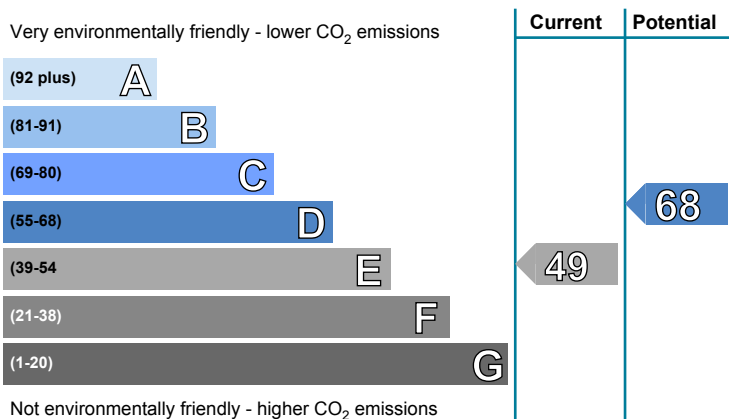 Very environmentally friendly - lower CO₂ emissions
Current
Potential
(92 plus) A
(81-91) B
(69-80) C
(55-68) D
68
(39-54 E
49
(21-38) F
(1-20) G
Not environmentally friendly - higher CO₂ emissions